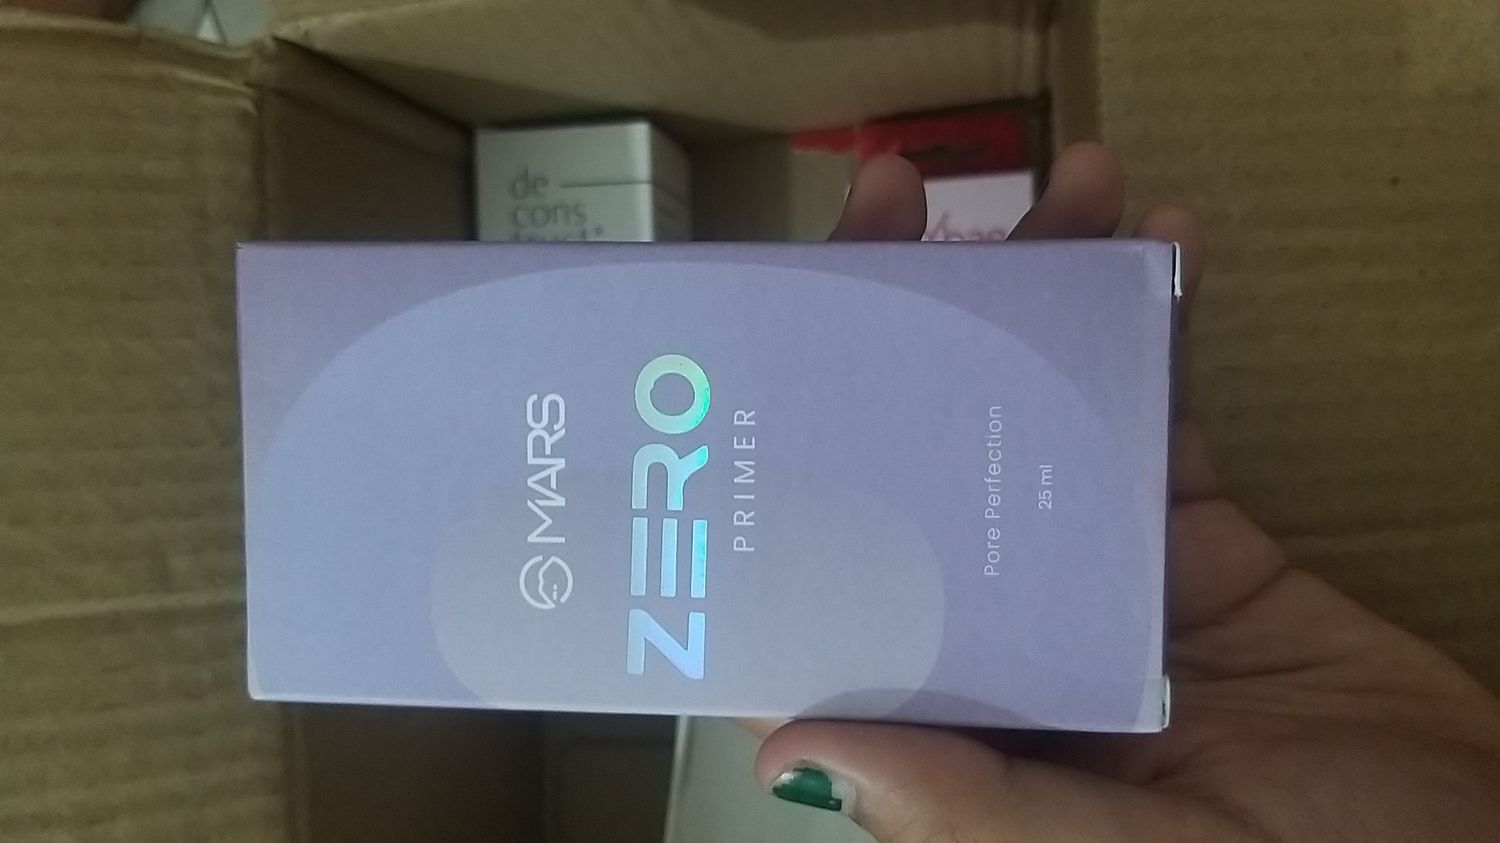 de
cons
MARS
ZERO
PRIMER
Pore Perfection
25 ml